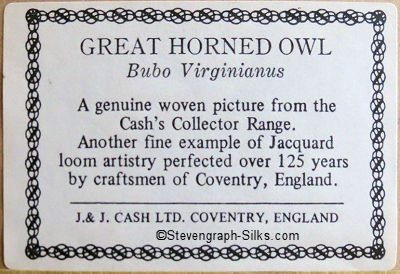 GREAT HORNED OWL
Bubo Virginianus
A genuine woven picture from the
Cash's Collector Range.
Another fine example of Jacquard
loom artistry perfected over 125 years
by craftsmen of Coventry, England.
J.& J. CASH LTD. COVENTRY, ENGLAND
©Stevengraph-Silks.com